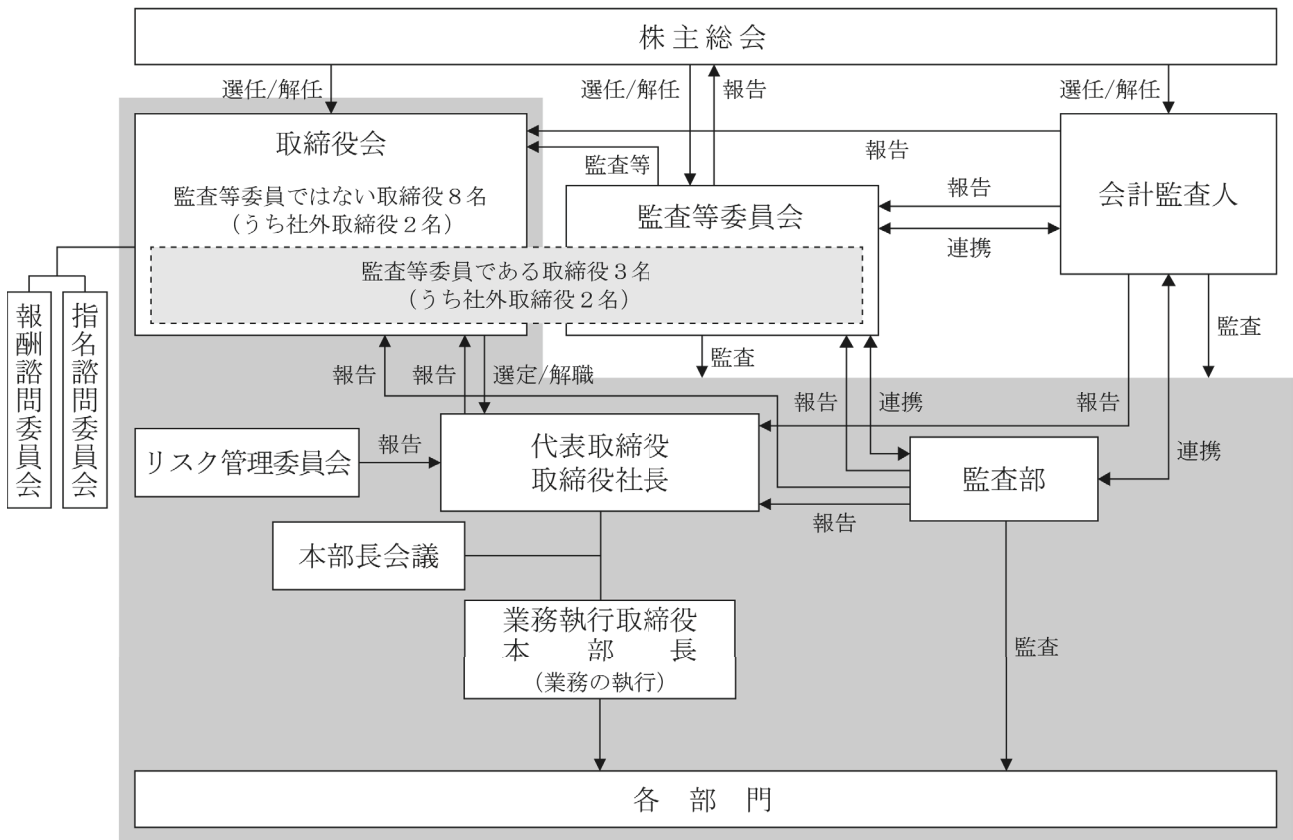 株主総会
選任/解任
選任/解任
報告
選任/解任
取締役会
監査等委員ではない取締役8名
(うち社外取締役2名)
監査等
報告
監査等委員会
報告
連携
会計監査人
監査等委員である取締役3名
(うち社外取締役2名)
報酬諮問委員会
指名諮問委員会
報告
報告
選定/解職
監査
報告
連携
報告
監査
連携
リスク管理委員会
報告
代表取締役
取締役社長
監査部
報告
本部長会議
業務執行取締役
本部長
(業務の執行)
監査
各部門